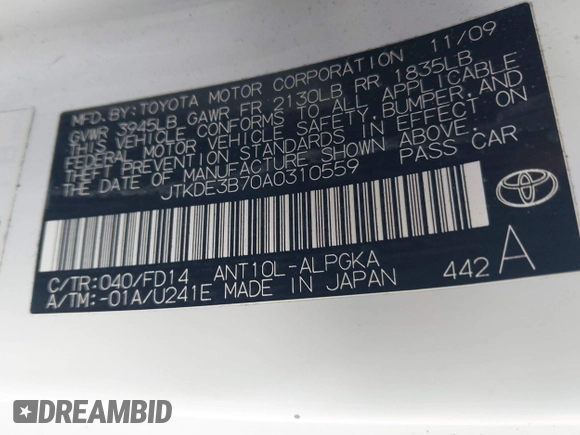 MFD.BY:TOYOTA MOTOR CORPORATION 11/09
GVWR 3945LB GAWR FR 2130LB RR 1835LB
THIS VEHICLE CONFORMS TO ALL APPLICABLE
FEDERAL MOTOR VEHICLE SAFETY,BUMPER,AND
THEFT PREVENTION STANDARDS IN EFFECT ON
THE DATE OF MANUFACTURE SHOWN ABOVE.
JTKDE3B70A0310559 PASS CAR
C/TR:040/FD14 ANT10L-ALPGKA 442 A
A/TM:-01A/U241E MADE IN JAPAN
DREAMBID